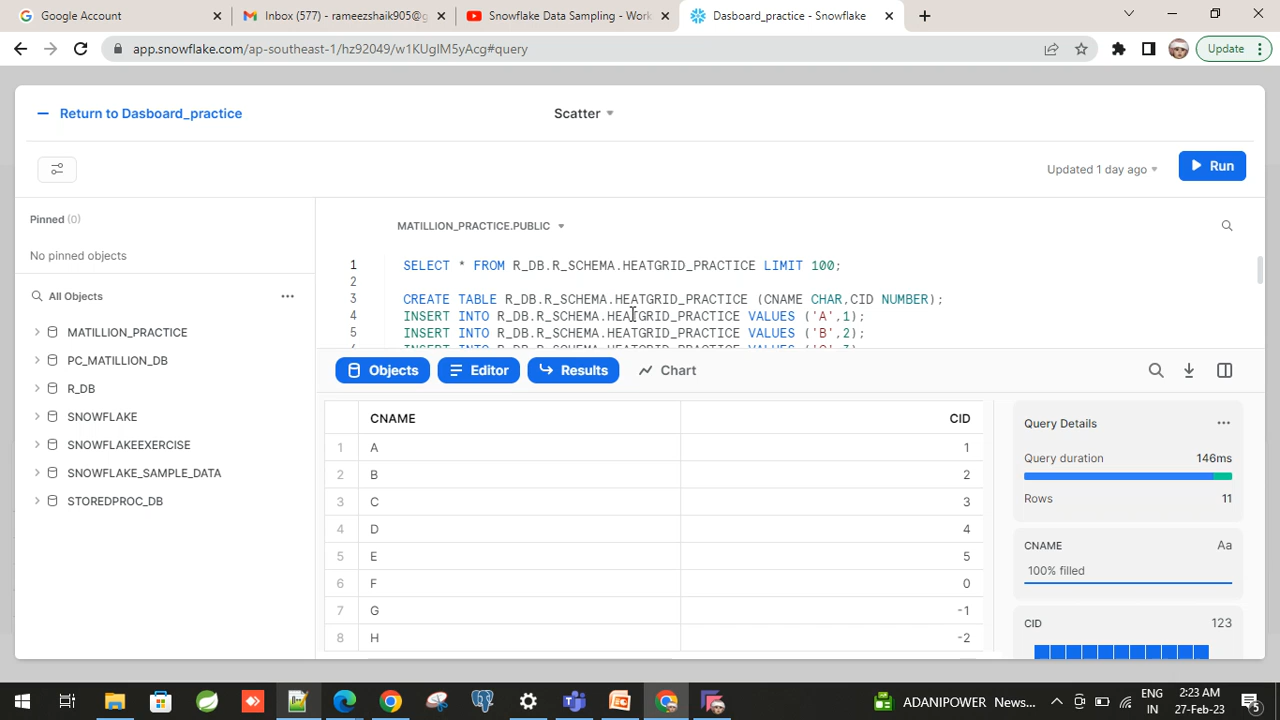 Google Account
Inbox (577) - rameezshaik905@g
Snowflake Data Sampling - Work
Dasboard_practice - Snowflake
app.snowflake.com/ap-southeast-1/hz92049/w1KUgIM5yAcg#query
Update
Return to Dasboard_practice
Scatter
Updated 1 day ago
Run
Pinned (0)
No pinned objects
All Objects
MATILLION_PRACTICE
PC_MATILLION_DB
R_DB
SNOWFLAKE
SNOWFLAKEEXERCISE
SNOWFLAKE_SAMPLE_DATA
STOREDPROC_DB
MATILLION_PRACTICE.PUBLIC
1 SELECT * FROM R_DB.R_SCHEMA.HEATGRID_PRACTICE LIMIT 100;
2
3 CREATE TABLE R_DB.R_SCHEMA.HEATGRID_PRACTICE (CNAME CHAR,CID NUMBER);
4 INSERT INTO R_DB.R_SCHEMA.HEATGRID_PRACTICE VALUES ('A',1);
5 INSERT INTO R_DB.R_SCHEMA.HEATGRID_PRACTICE VALUES ('B',2);
Objects Editor Results Chart
CNAME CID
1 A 1
2 B 2
3 C 3
4 D 4
5 E 5
6 F 0
7 G -1
8 H -2
Query Details
Query duration 146ms
Rows 11
CNAME Aa
100% filled
CID 123
ADANIPOWER News...
ENG
IN
2:23 AM
27-Feb-23
5